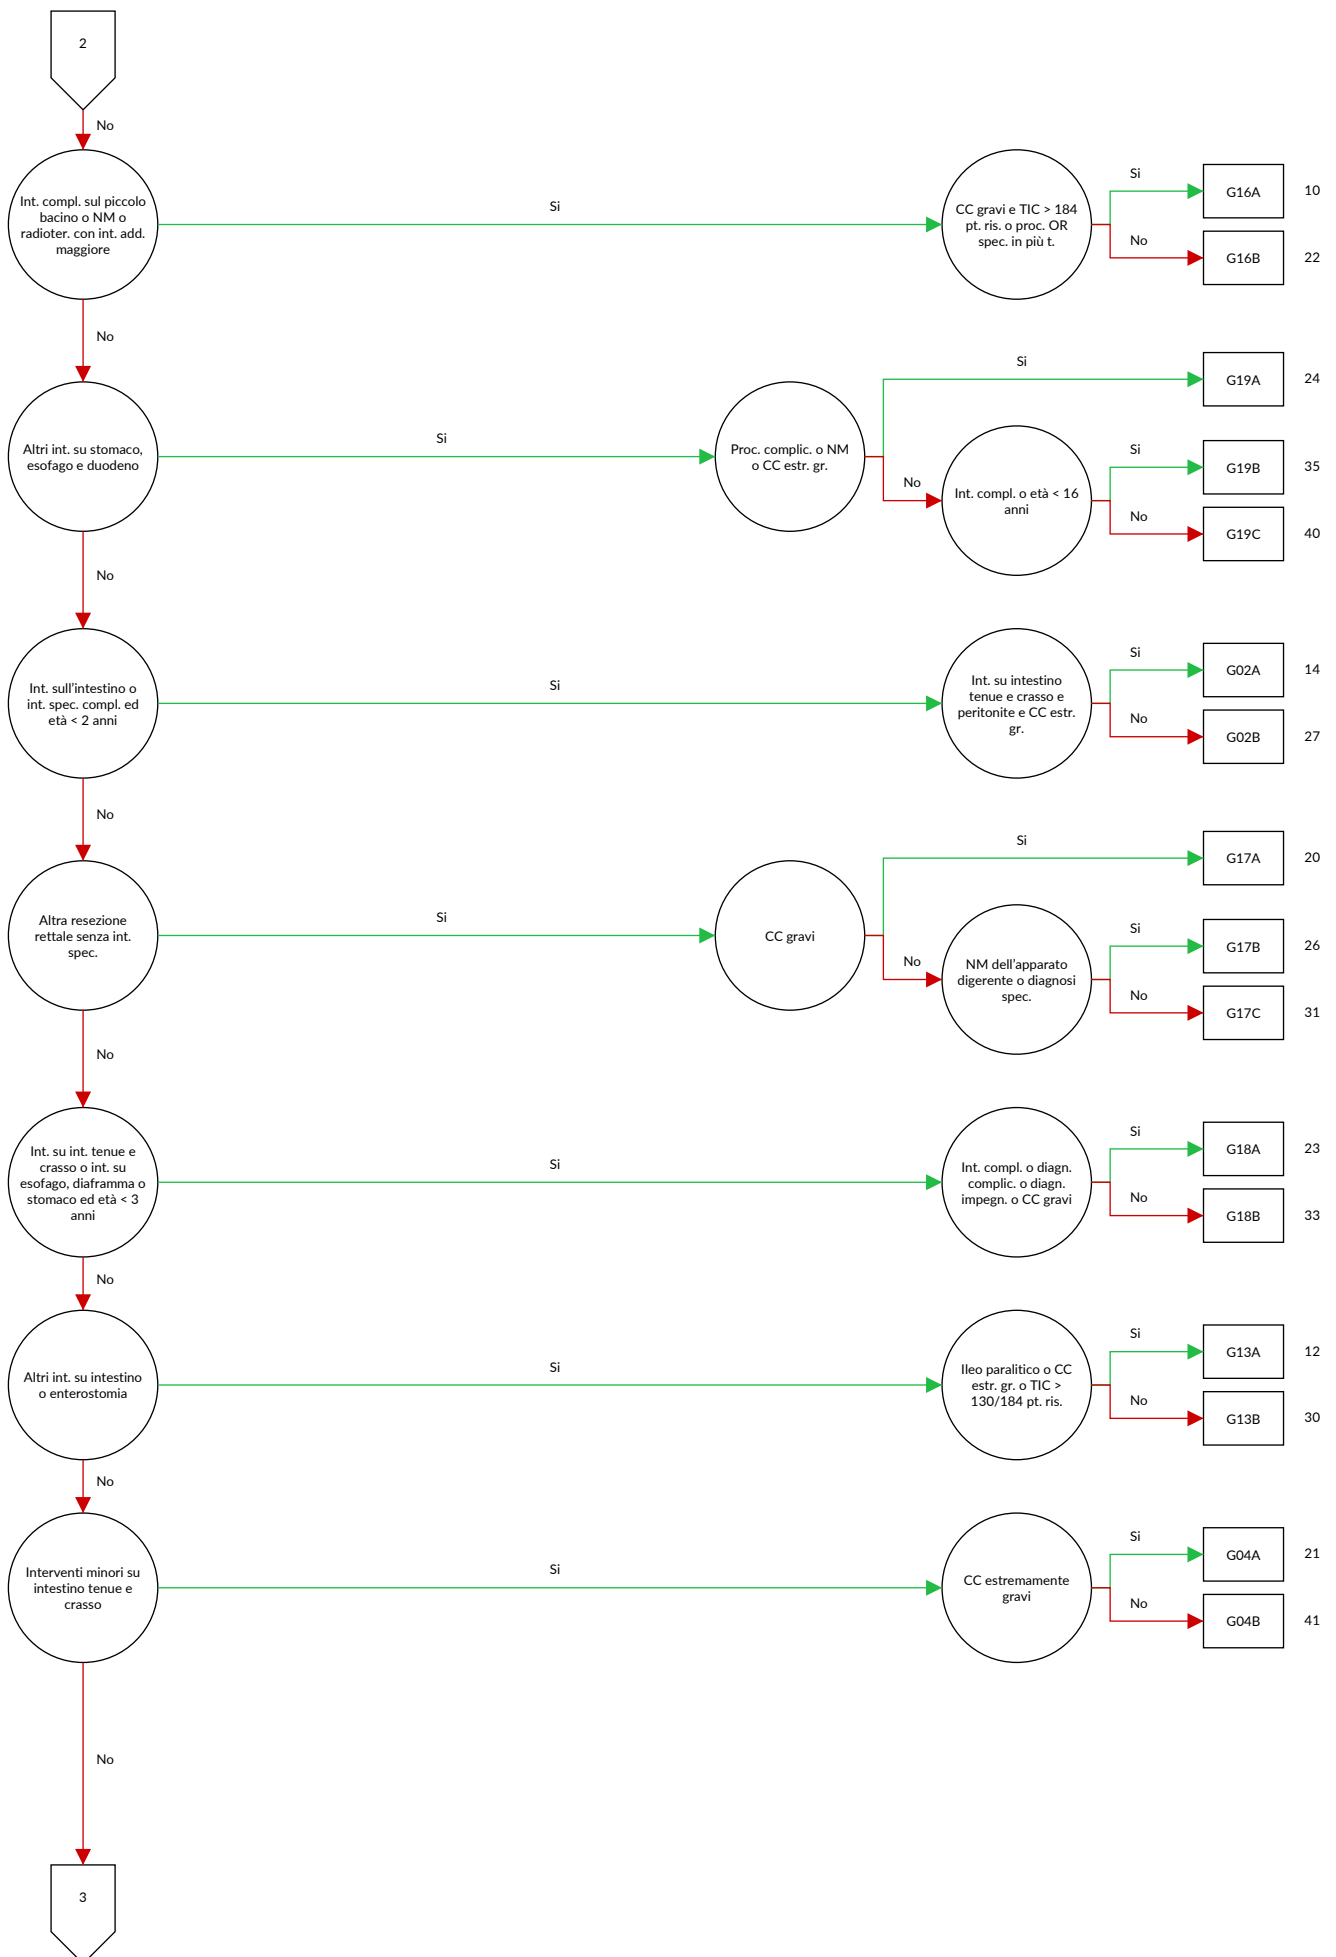 2
No
Int. compl. sul piccolo
bacino o NM o
radioter. con int. add.
maggiore
Si
CC gravi e TIC > 184
pt. ris. o proc. OR
spec. in più t.
Si
G16A
10
No
G16B
22
No
Altri int. su stomaco,
esofago e duodeno
Si
Proc. complic. o NM
o CC estr. gr.
Si
G19A
24
No
Int. compl. o età < 16
anni
Si
G19B
35
No
G19C
40
No
Int. sull'intestino o
int. spec. compl. ed
età < 2 anni
Si
Int. su intestino
tenue e crasso e
peritonite e CC estr.
gr.
Si
G02A
14
No
G02B
27
No
Altra resezione
rettale senza int.
spec.
Si
CC gravi
Si
G17A
20
No
NM dell'apparato
digerente o diagnosi
spec.
Si
G17B
26
No
G17C
31
No
Int. su int. tenue e
crasso o int. su
esofago, diaframma o
stomaco ed età < 3
anni
Si
Int. compl. o diagn.
complic. o diagn.
impegn. o CC gravi
Si
G18A
23
No
G18B
33
No
Altri int. su intestino
o enterostomia
Si
Ileo paralitico o CC
estr. gr. o TIC >
130/184 pt. ris.
Si
G13A
12
No
G13B
30
No
Interventi minori su
intestino tenue e
crasso
Si
CC estremamente
gravi
Si
G04A
21
No
G04B
41
No
3